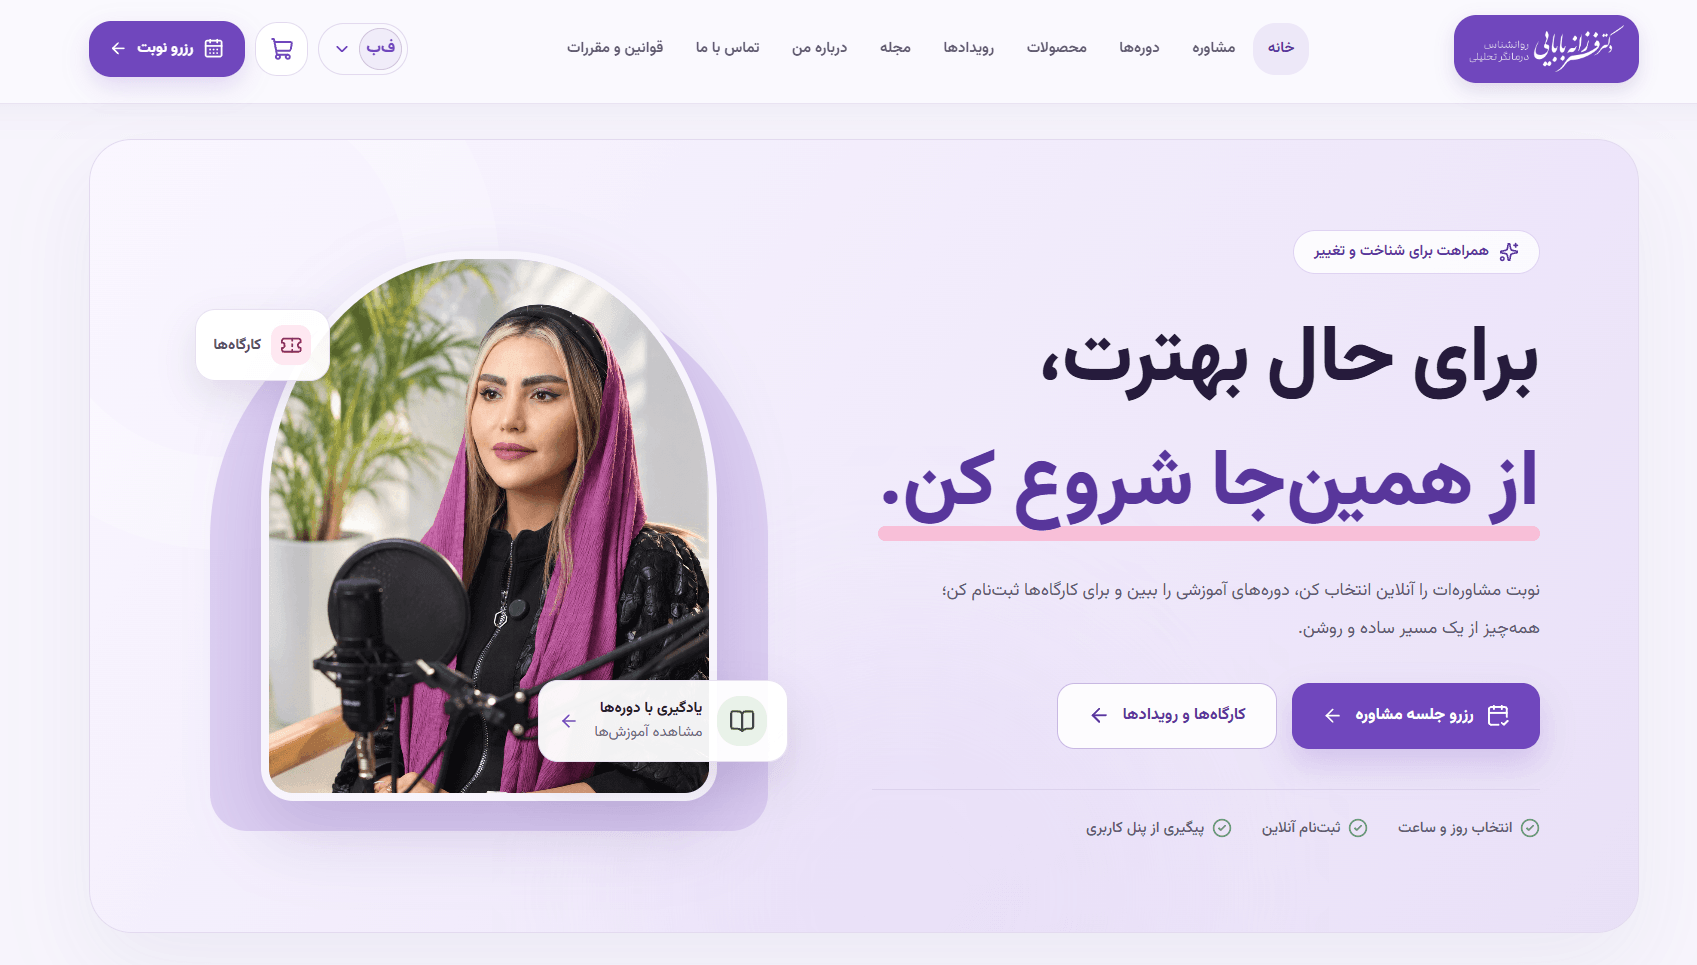 دکتر فرزانه بابایی
روانشناس
درمانگر تحلیلی
خانه
مشاوره
دوره‌ها
محصولات
رویدادها
مجله
درباره من
تماس با ما
قوانین و مقررات
ف‌ب
رزرو نوبت
همراهت برای شناخت و تغییر
برای حال بهترت،
از همین‌جا شروع کن.
نوبت مشاوره‌ات را آنلاین انتخاب کن، دوره‌های آموزشی را ببین و برای کارگاه‌ها ثبت‌نام کن؛
همه‌چیز از یک مسیر ساده و روشن.
رزرو جلسه مشاوره
کارگاه‌ها و رویدادها
انتخاب روز و ساعت
ثبت‌نام آنلاین
پیگیری از پنل کاربری
کارگاه‌ها
یادگیری با دوره‌ها
مشاهده آموزش‌ها